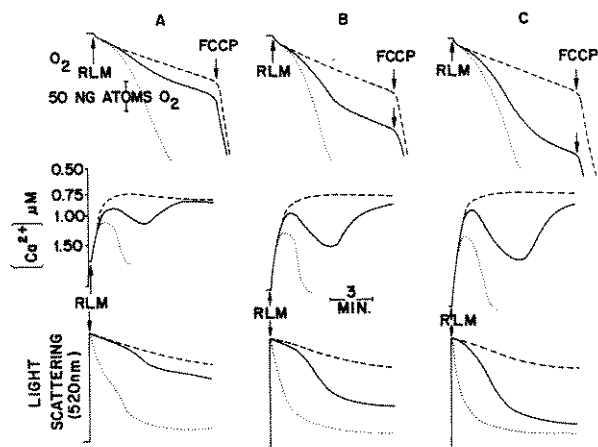 A
B
C
O₂
RLM
FCCP
50 NG ATOMS O₂
RLM
FCCP
RLM
FCCP
[Ca²⁺] μM
0.50
0.75
1.00
1.50
RLM
RLM
RLM
3
MIN.
LIGHT
SCATTERING
(520nm)